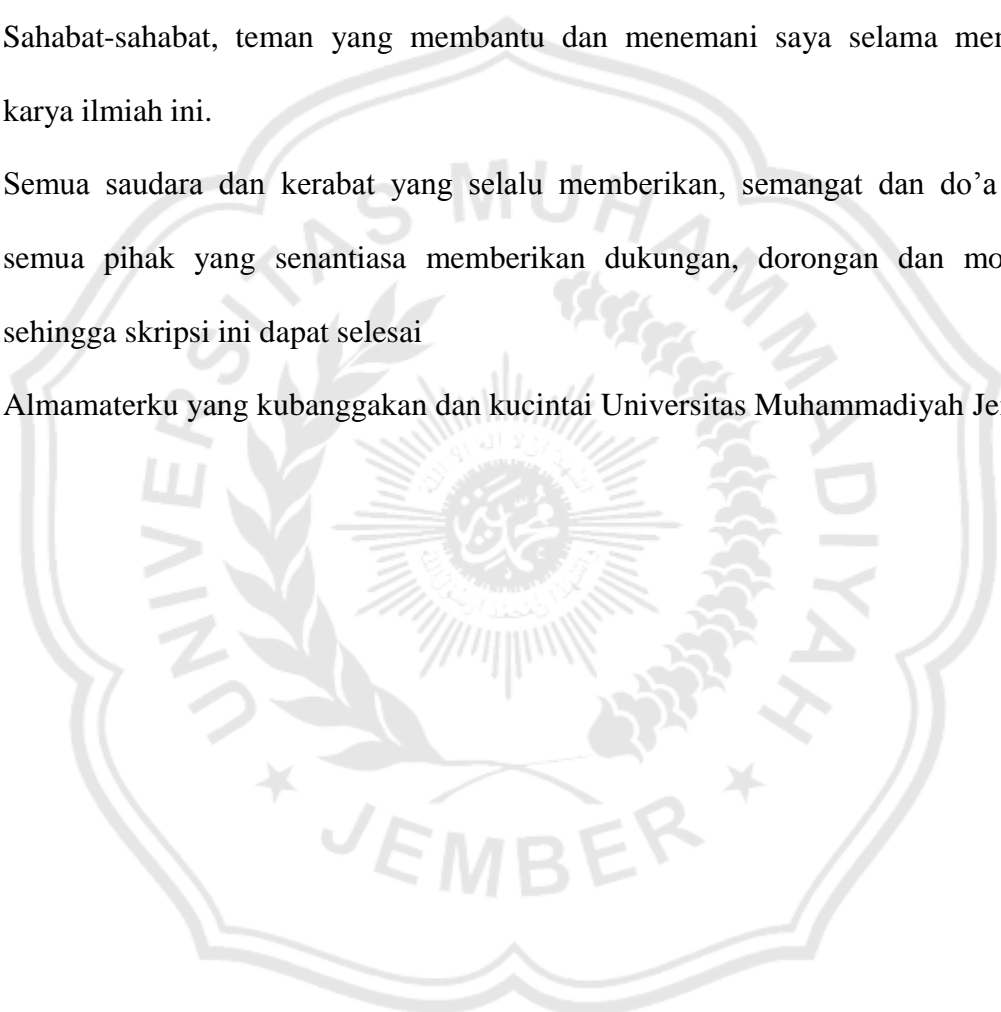 Sahabat-sahabat, teman yang membantu dan menemani saya selama mer
karya ilmiah ini.
Semua saudara dan kerabat yang selalu memberikan, semangat dan do’a
semua pihak yang senantiasa memberikan dukungan, dorongan dan mo
sehingga skripsi ini dapat selesai
Almamaterku yang kubanggakan dan kucintai Universitas Muhammadiyah Je
UNIVERSITAS MUHAMMADIYAH
JEMBER